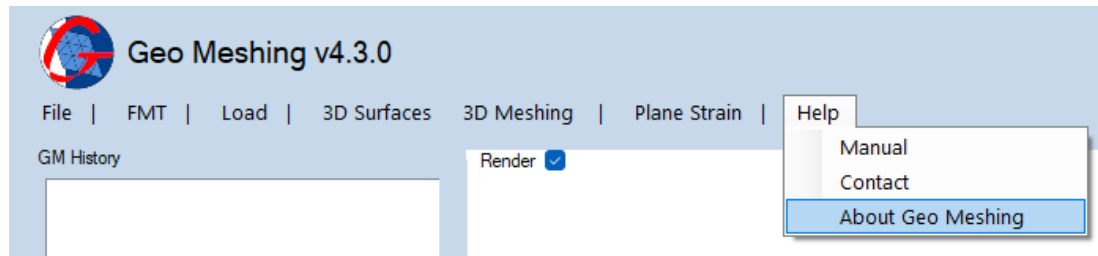 Geo Meshing v4.3.0
File | FMT | Load | 3D Surfaces 3D Meshing | Plane Strain | Help
GM History
Render
Manual
Contact
About Geo Meshing